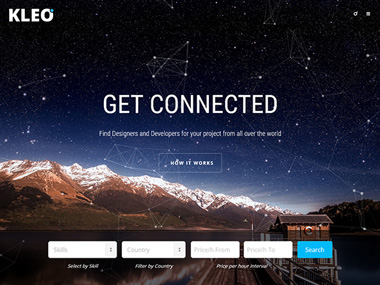 KLEO
GET CONNECTED
Find Designers and Developers for your project from all over the world
HOW IT WORKS
Skills Country Price/h From Price/h To Search
Select by Skill Filter by Country Price per hour interval